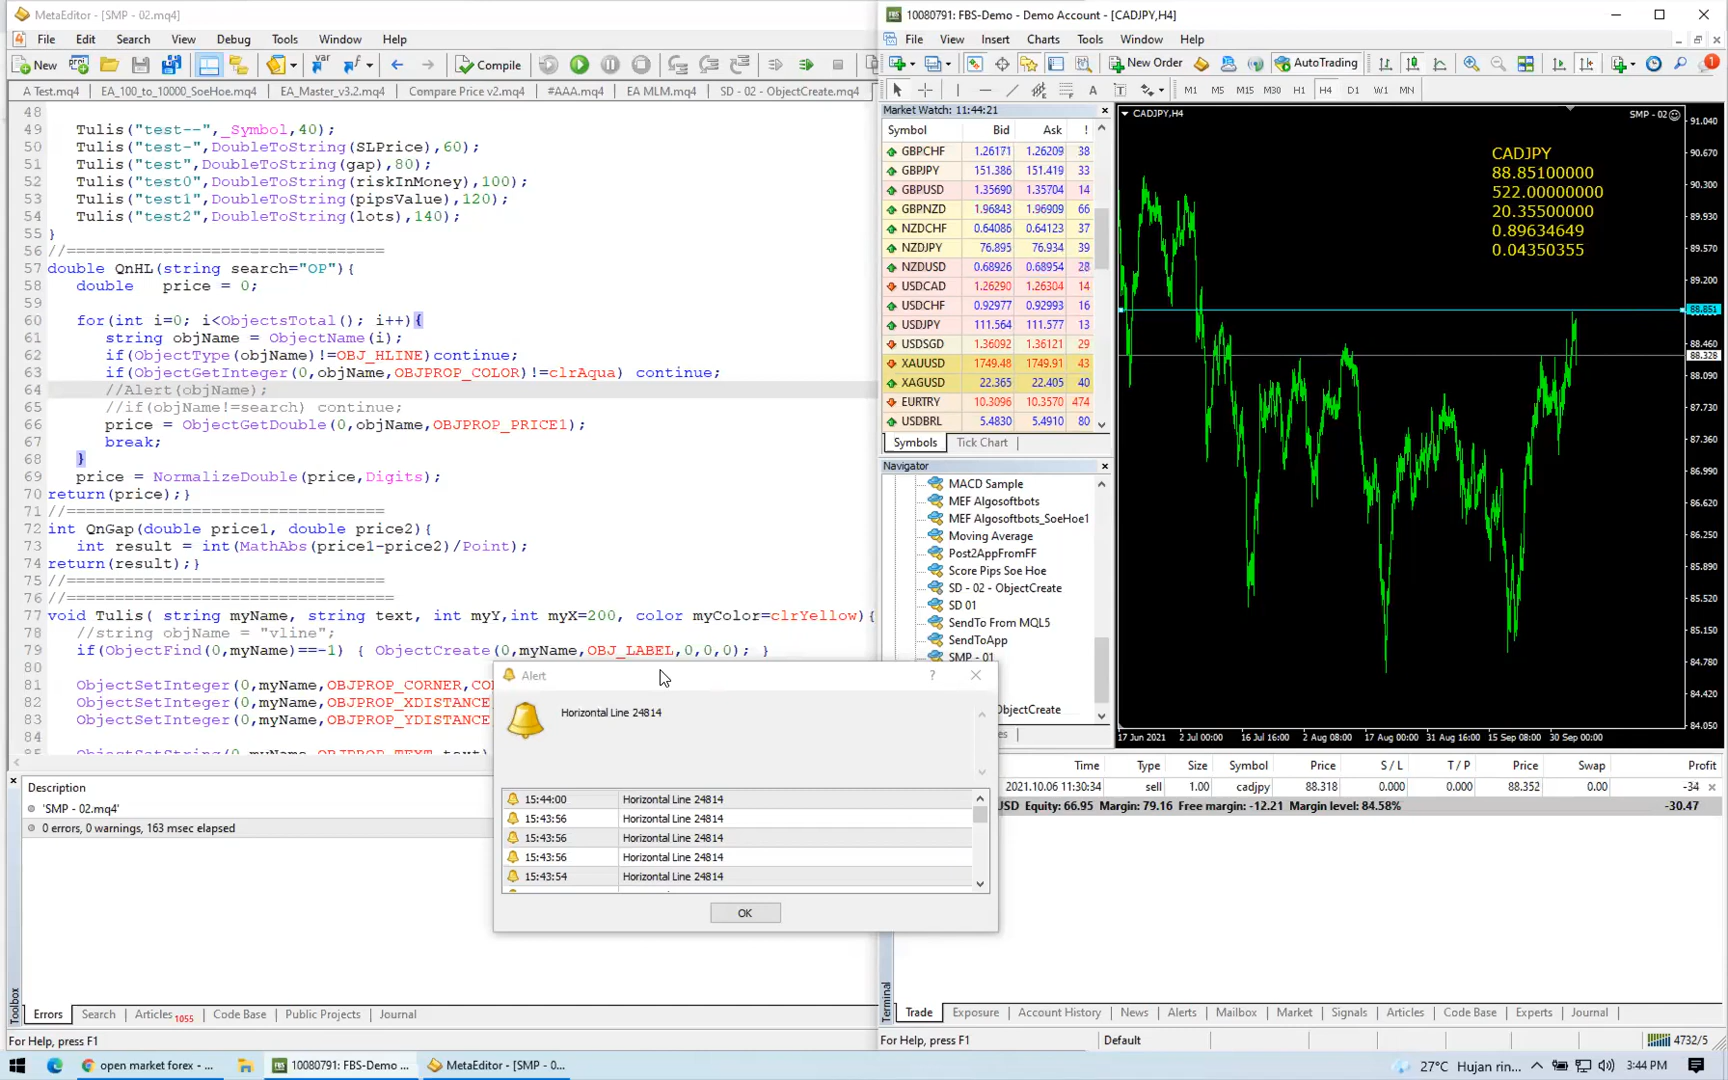 MetaEditor - [SMP - 02.mq4]
File Edit Search View Debug Tools Window Help
New Compile
A Test.mq4 EA_100_to_10000_SoeHoe.mq4 EA_Master_v3.2.mq4 Compare Price v2.mq4 #AAA.mq4 EA MLM.mq4 SD - 02 - ObjectCreate.mq4
48
49 Tulis("test--",_Symbol,40);
50 Tulis("test-",DoubleToString(SLPrice),60);
51 Tulis("test",DoubleToString(gap),80);
52 Tulis("test0",DoubleToString(riskInMoney),100);
53 Tulis("test1",DoubleToString(pipsValue),120);
54 Tulis("test2",DoubleToString(lots),140);
55 }
56 //================================
57 double QnHL(string search="OP"){
58 double price = 0;
59
60 for(int i=0; i<ObjectsTotal(); i++){
61 string objName = ObjectName(i);
62 if(ObjectType(objName)!=OBJ_HLINE)continue;
63 if(ObjectGetInteger(0,objName,OBJPROP_COLOR)!=clrAqua) continue;
64 //Alert(objName);
65 //if(objName!=search) continue;
66 price = ObjectGetDouble(0,objName,OBJPROP_PRICE1);
67 break;
68 }
69 price = NormalizeDouble(price,Digits);
70 return(price);}
71 //================================
72 int QnGap(double price1, double price2){
73 int result = int(MathAbs(price1-price2)/Point);
74 return(result);}
75 //================================
76 //=================================
77 void Tulis( string myName, string text, int myY,int myX=200, color myColor=clrYellow){
78 //string objName = "vline";
79 if(ObjectFind(0,myName)==-1) { ObjectCreate(0,myName,OBJ_LABEL,0,0,0); }
80
81 ObjectSetInteger(0,myName,OBJPROP_CORNER,CO
82 ObjectSetInteger(0,myName,OBJPROP_XDISTANCE
83 ObjectSetInteger(0,myName,OBJPROP_YDISTANCE
84
Description
'SMP - 02.mq4'
0 errors, 0 warnings, 163 msec elapsed
Toolbox
Errors Search Articles 1055 Code Base Public Projects Journal
For Help, press F1
Alert
Horizontal Line 24814
15:44:00 Horizontal Line 24814
15:43:56 Horizontal Line 24814
15:43:56 Horizontal Line 24814
15:43:56 Horizontal Line 24814
15:43:54 Horizontal Line 24814
OK
10080791: FBS-Demo - Demo Account - [CADJPY,H4]
File View Insert Charts Tools Window Help
New Order AutoTrading
M1 M5 M15 M30 H1 H4 D1 W1 MN
Market Watch: 11:44:21
Symbol Bid Ask !
GBPCHF 1.26171 1.26209 38
GBPJPY 151.386 151.419 33
GBPUSD 1.35690 1.35704 14
GBPNZD 1.96843 1.96909 66
NZDCHF 0.64086 0.64123 37
NZDJPY 76.895 76.934 39
NZDUSD 0.68926 0.68954 28
USDCAD 1.26290 1.26304 14
USDCHF 0.92977 0.92993 16
USDJPY 111.564 111.577 13
USDSGD 1.36092 1.36121 29
XAUUSD 1749.48 1749.91 43
XAGUSD 22.365 22.405 40
EURTRY 10.3096 10.3570 474
USDBRL 5.4830 5.4910 80
Symbols Tick Chart
Navigator
MACD Sample
MEF Algosoftbots
MEF Algosoftbots_SoeHoe1
Moving Average
Post2AppFromFF
Score Pips Soe Hoe
SD - 02 - ObjectCreate
SD 01
SendTo From MQL5
SendToApp
SMP - 01
bjectCreate
CADJPY,H4
SMP - 02
CADJPY
88.85100000
522.00000000
20.35500000
0.89634649
0.04350355
91.040
90.670
90.300
89.930
89.570
89.200
88.851
88.460
88.328
88.090
87.730
87.360
86.990
86.620
86.250
85.890
85.520
85.150
84.780
84.420
84.050
17 Jun 2021 2 Jul 00:00 16 Jul 16:00 2 Aug 08:00 17 Aug 00:00 31 Aug 16:00 15 Sep 08:00 30 Sep 00:00
Time Type Size Symbol Price S / L T / P Price Swap Profit
2021.10.06 11:30:34 sell 1.00 cadjpy 88.318 0.000 0.000 88.352 0.00 -34
SD Equity: 66.95 Margin: 79.16 Free margin: -12.21 Margin level: 84.58% -30.47
Terminal
Trade Exposure Account History News Alerts Mailbox Market Signals Articles Code Base Experts Journal
For Help, press F1 Default 4732/5
open market forex - ... 10080791: FBS-Demo ... MetaEditor - [SMP - 0... 27°C Hujan rin... 3:44 PM